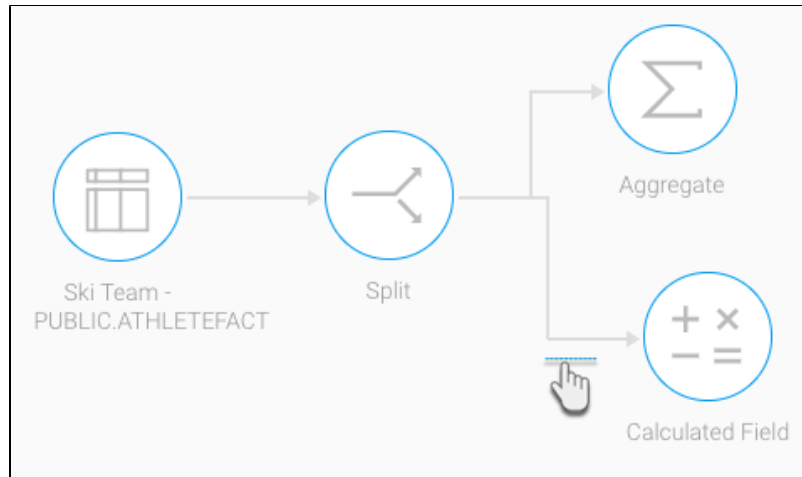 Aggregate
Ski Team -
PUBLIC.ATHLETEFACT
Split
Calculated Field